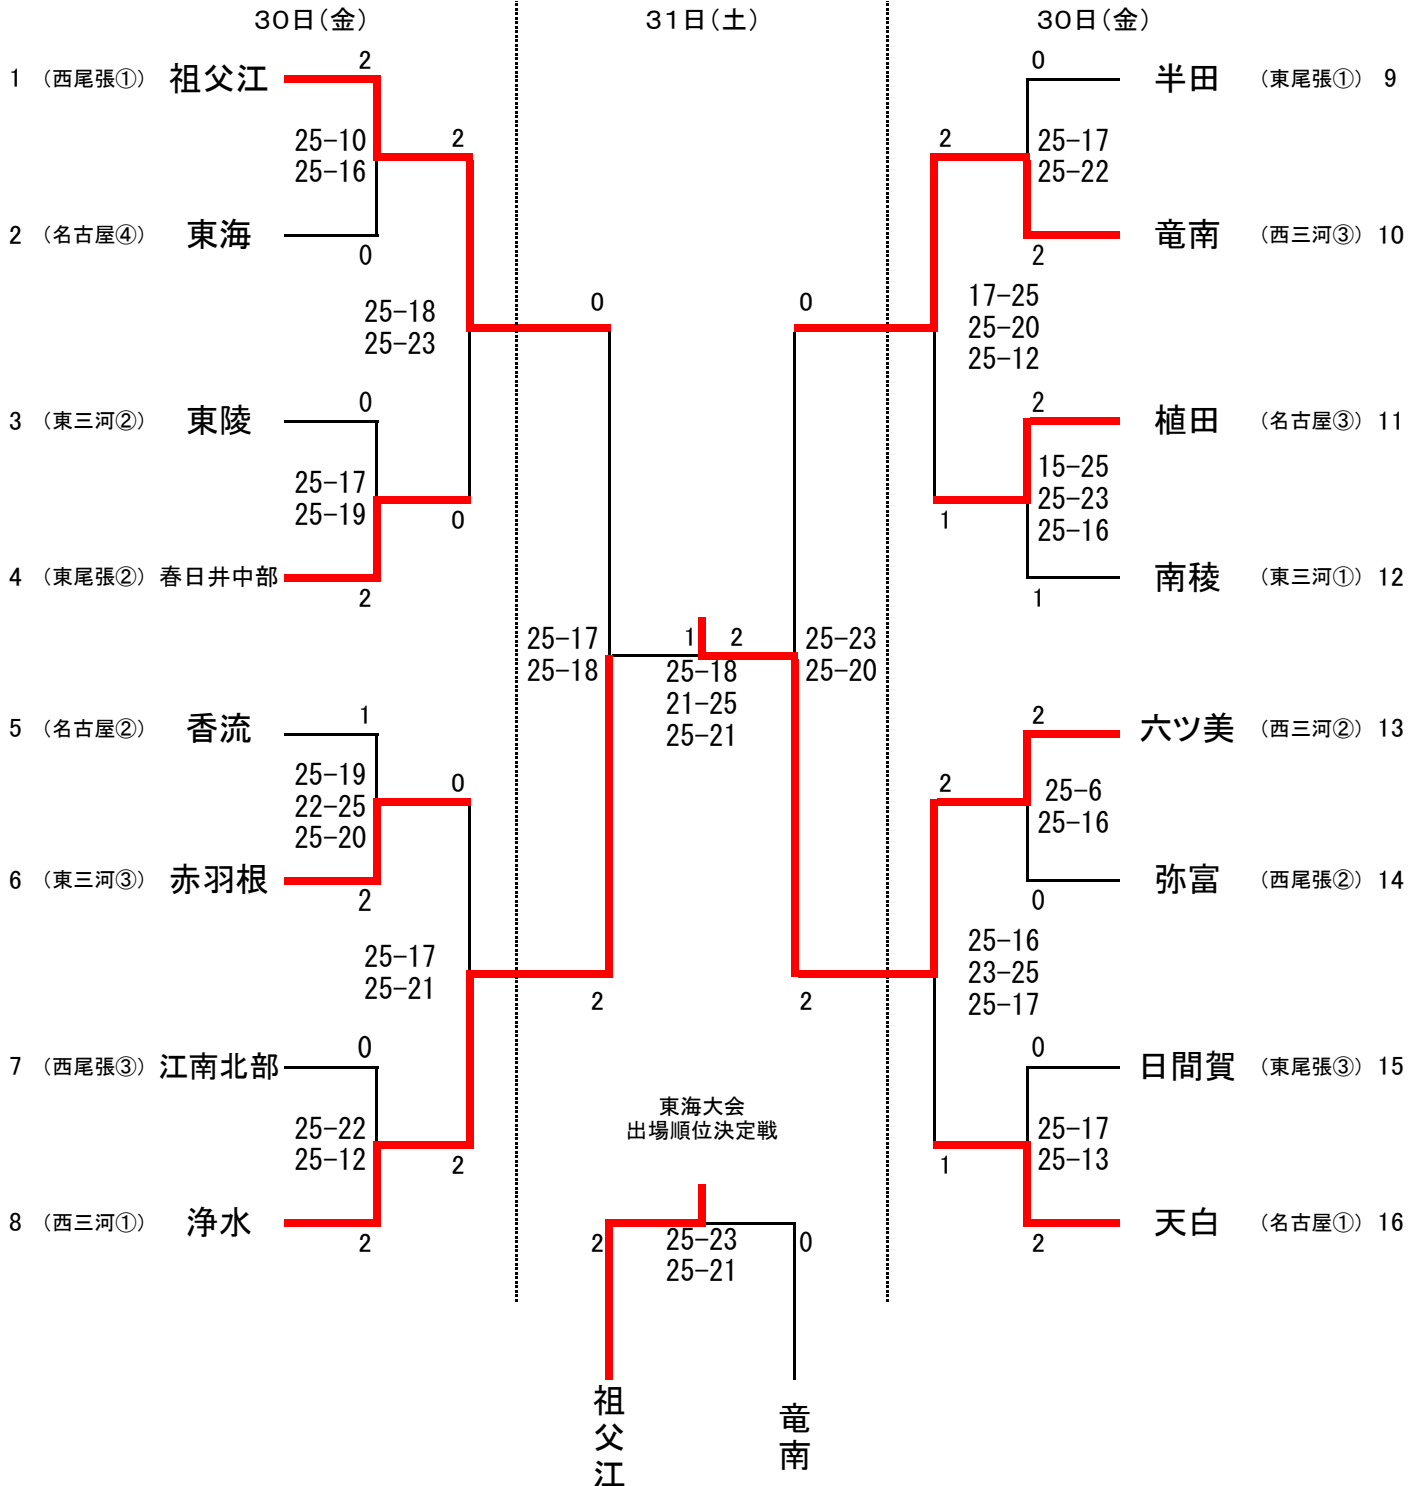 30日（金）
31日（土）
30日（金）
1 （西尾張①） 祖父江
2
25-10
25-16
2
2 （名古屋④） 東海
0
25-18
25-23
0
3 （東三河②） 東陵
0
25-17
25-19
0
4 （東尾張②） 春日井中部
2
25-17
25-18
5 （名古屋②） 香流
1
25-19
22-25
25-20
0
6 （東三河③） 赤羽根
2
25-17
25-21
2
7 （西尾張③） 江南北部
0
25-22
25-12
2
8 （西三河①） 浄水
2
1 2
25-18
21-25
25-21
半田 （東尾張①） 9
0
25-17
25-22
2
竜南 （西三河③） 10
2
17-25
25-20
25-12
0
植田 （名古屋③） 11
2
15-25
25-23
25-16
1
南稜 （東三河①） 12
1
25-23
25-20
六ツ美 （西三河②） 13
2
25-6
25-16
2
弥富 （西尾張②） 14
0
25-16
23-25
25-17
2
日間賀 （東尾張③） 15
0
25-17
25-13
1
天白 （名古屋①） 16
2
東海大会
出場順位決定戦
2 0
25-23
25-21
祖父江
竜南